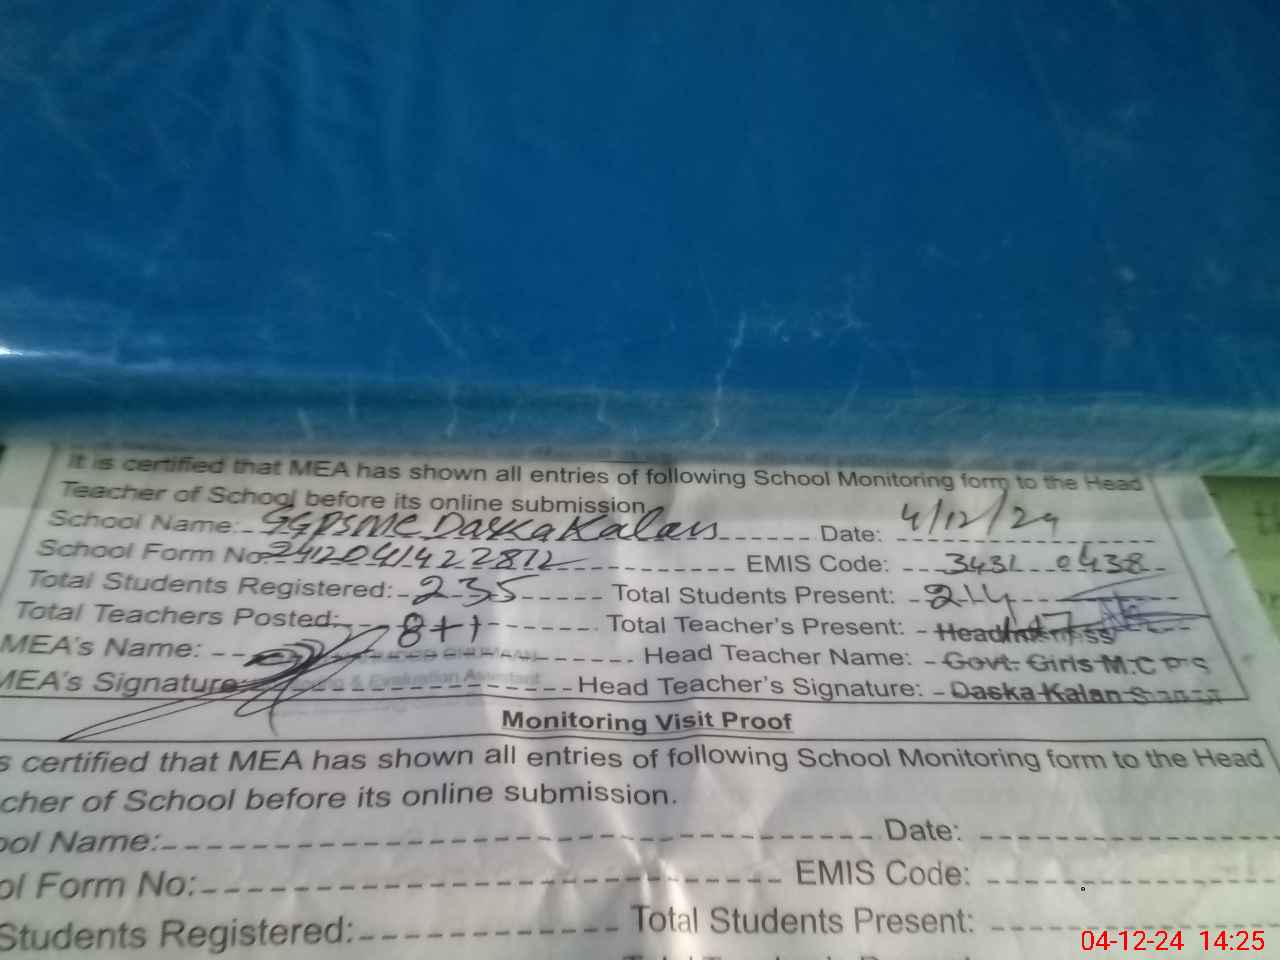 It is certified that MEA has shown all entries of following School Monitoring form to the Head
Teacher of School before its online submission
School Name:- GGPSMC Daska Kalan Date: 4/12/24
School Form No: 2412041422812 EMIS Code: 3431 0438
Total Students Registered: 235 Total Students Present: 214
Total Teachers Posted: 8+1 Total Teacher's Present:
MEA's Name: Head Teacher Name: Govt. Girls M.C P S
MEA's Signature: & Evaluation Assistant Head Teacher's Signature: Daska Kalan
Monitoring Visit Proof
s certified that MEA has shown all entries of following School Monitoring form to the Head
cher of School before its online submission.
ool Name: Date:
ol Form No: EMIS Code:
Students Registered: Total Students Present:
04-12-24 14:25